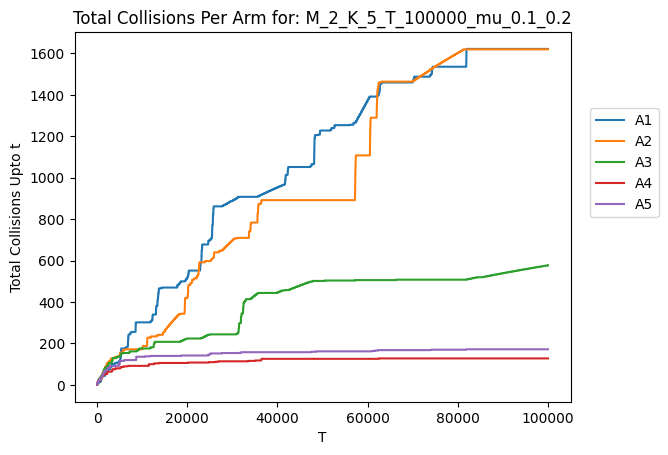 Total Collisions Per Arm for: M_2_K_5_T_100000_mu_0.1_0.2
Total Collisions Upto t
1600
1400
1200
1000
800
600
400
200
0
0 20000 40000 60000 80000 100000
T
A1
A2
A3
A4
A5